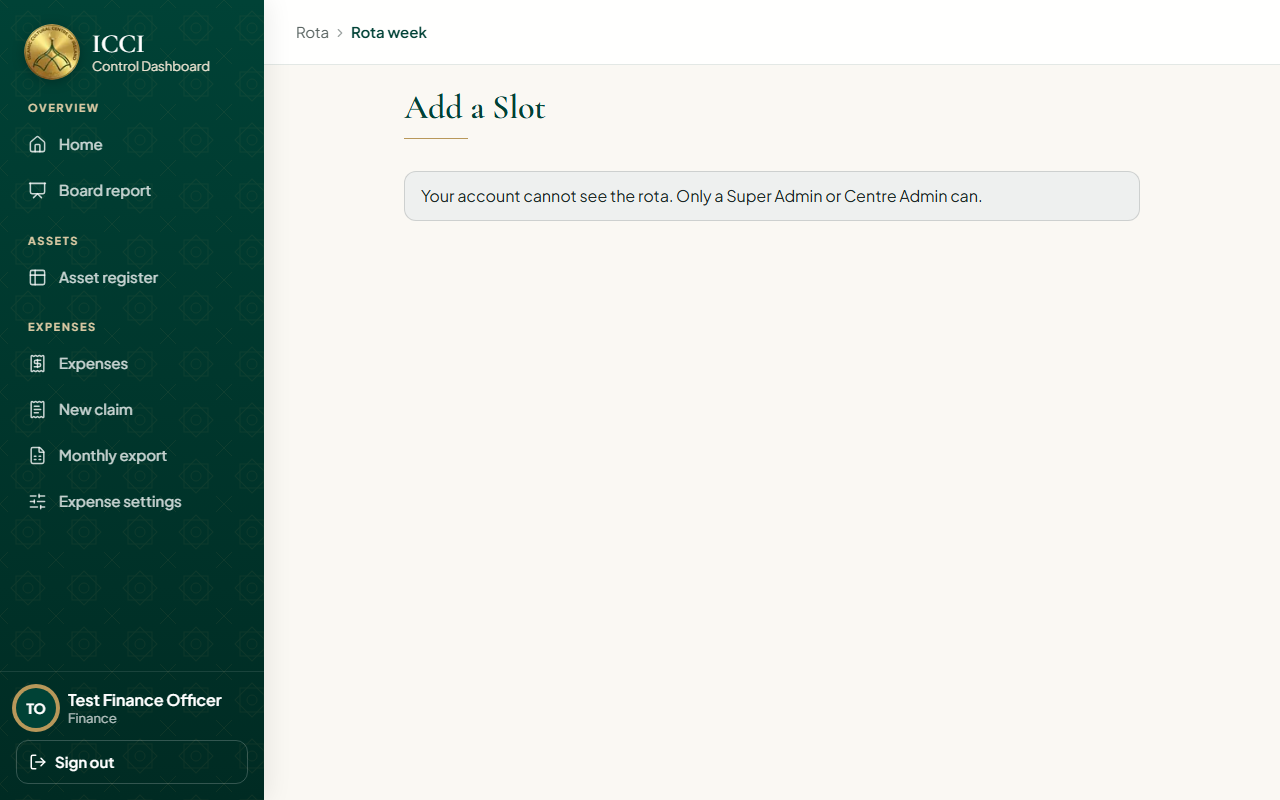 ICCI
Control Dashboard
OVERVIEW
Home
Board report
ASSETS
Asset register
EXPENSES
Expenses
New claim
Monthly export
Expense settings
TO
Test Finance Officer
Finance
Sign out
Rota > Rota week
Add a Slot
Your account cannot see the rota. Only a Super Admin or Centre Admin can.